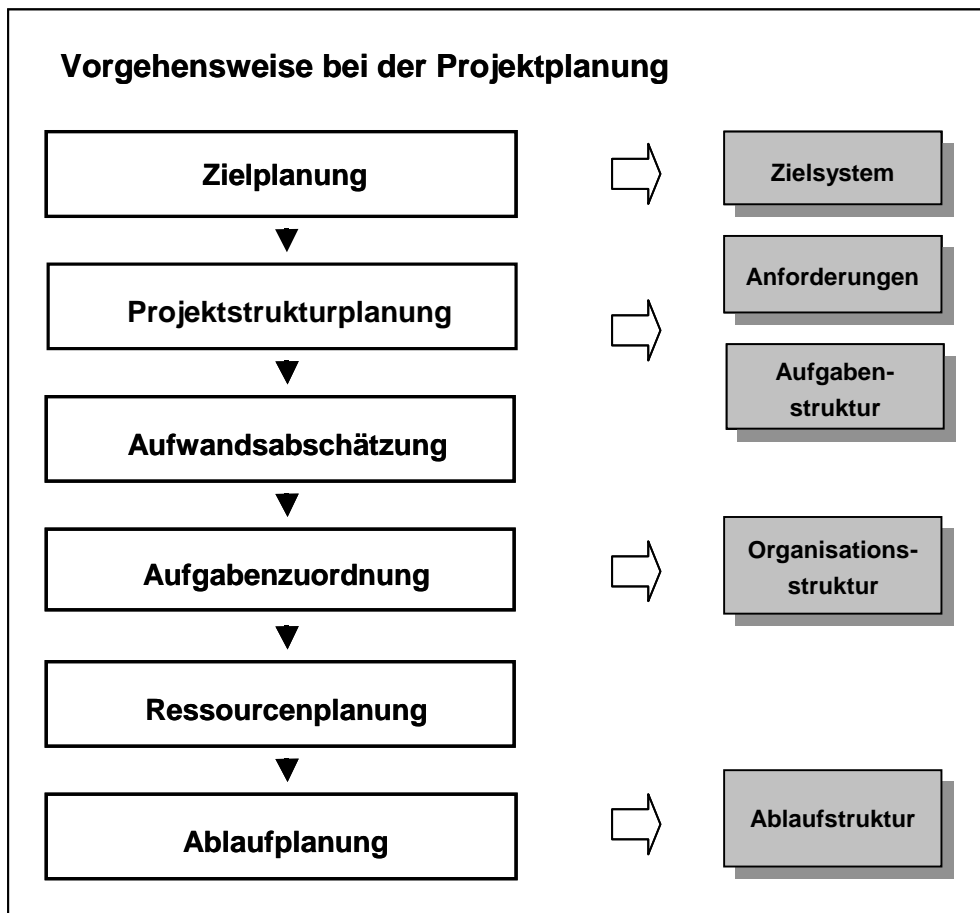 Vorgehensweise bei der Projektplanung
Zielplanung
Zielsystem
Projektstrukturplanung
Anforderungen
Aufgaben-
struktur
Aufwandsabschätzung
Aufgabenzuordnung
Organisations-
struktur
Ressourcenplanung
Ablaufplanung
Ablaufstruktur